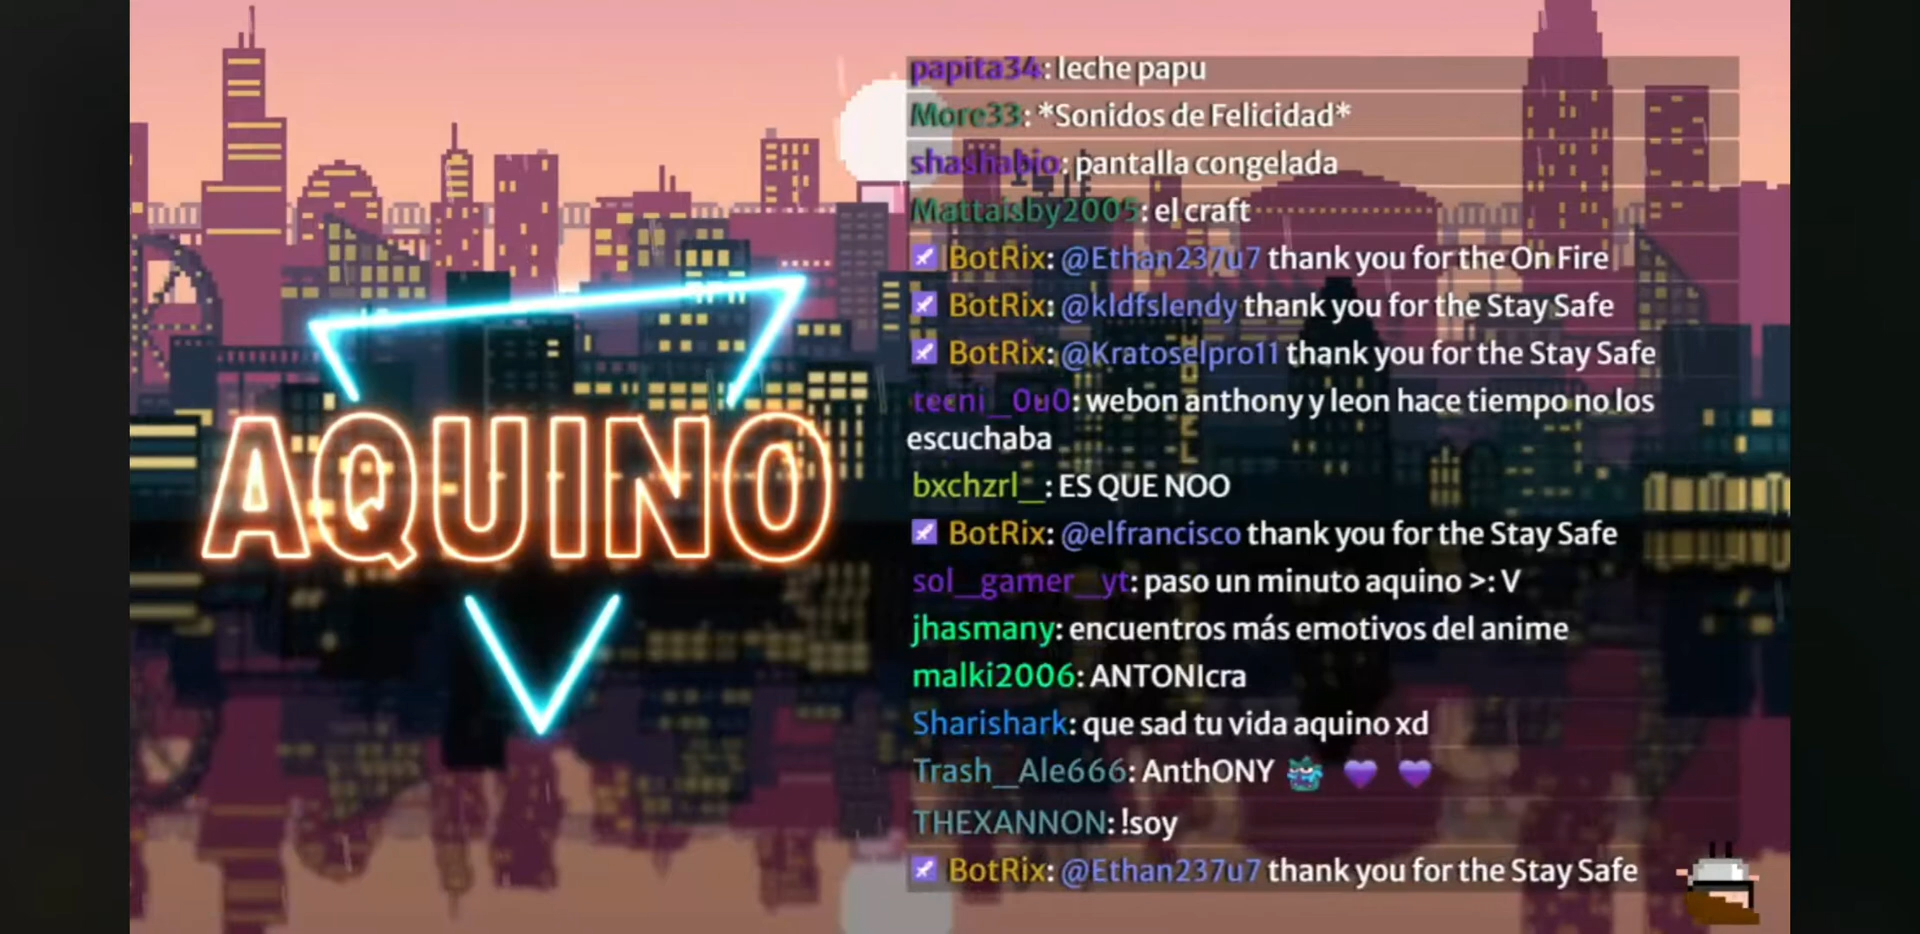 papita34: leche papu
More33: *Sonidos de Felicidad*
shashabio: pantalla congelada
Mattaisby2005: el craft
BotRix: @Ethan237u7 thank you for the On Fire
BotRix: @kldfslendy thank you for the Stay Safe
BotRix: @Kratoselpro11 thank you for the Stay Safe
tecni_0u0: webon anthony y leon hace tiempo no los
escuchaba
bxchzrl_: ES QUE NOO
BotRix: @elfrancisco thank you for the Stay Safe
sol_gamer_yt: paso un minuto aquino >: V
jhasmany: encuentros más emotivos del anime
malki2006: ANTONIcra
Sharishark: que sad tu vida aquino xd
Trash_Ale666: AnthONY 💜 💜
THEXANNON: !soy
BotRix: @Ethan237u7 thank you for the Stay Safe
AQUINO